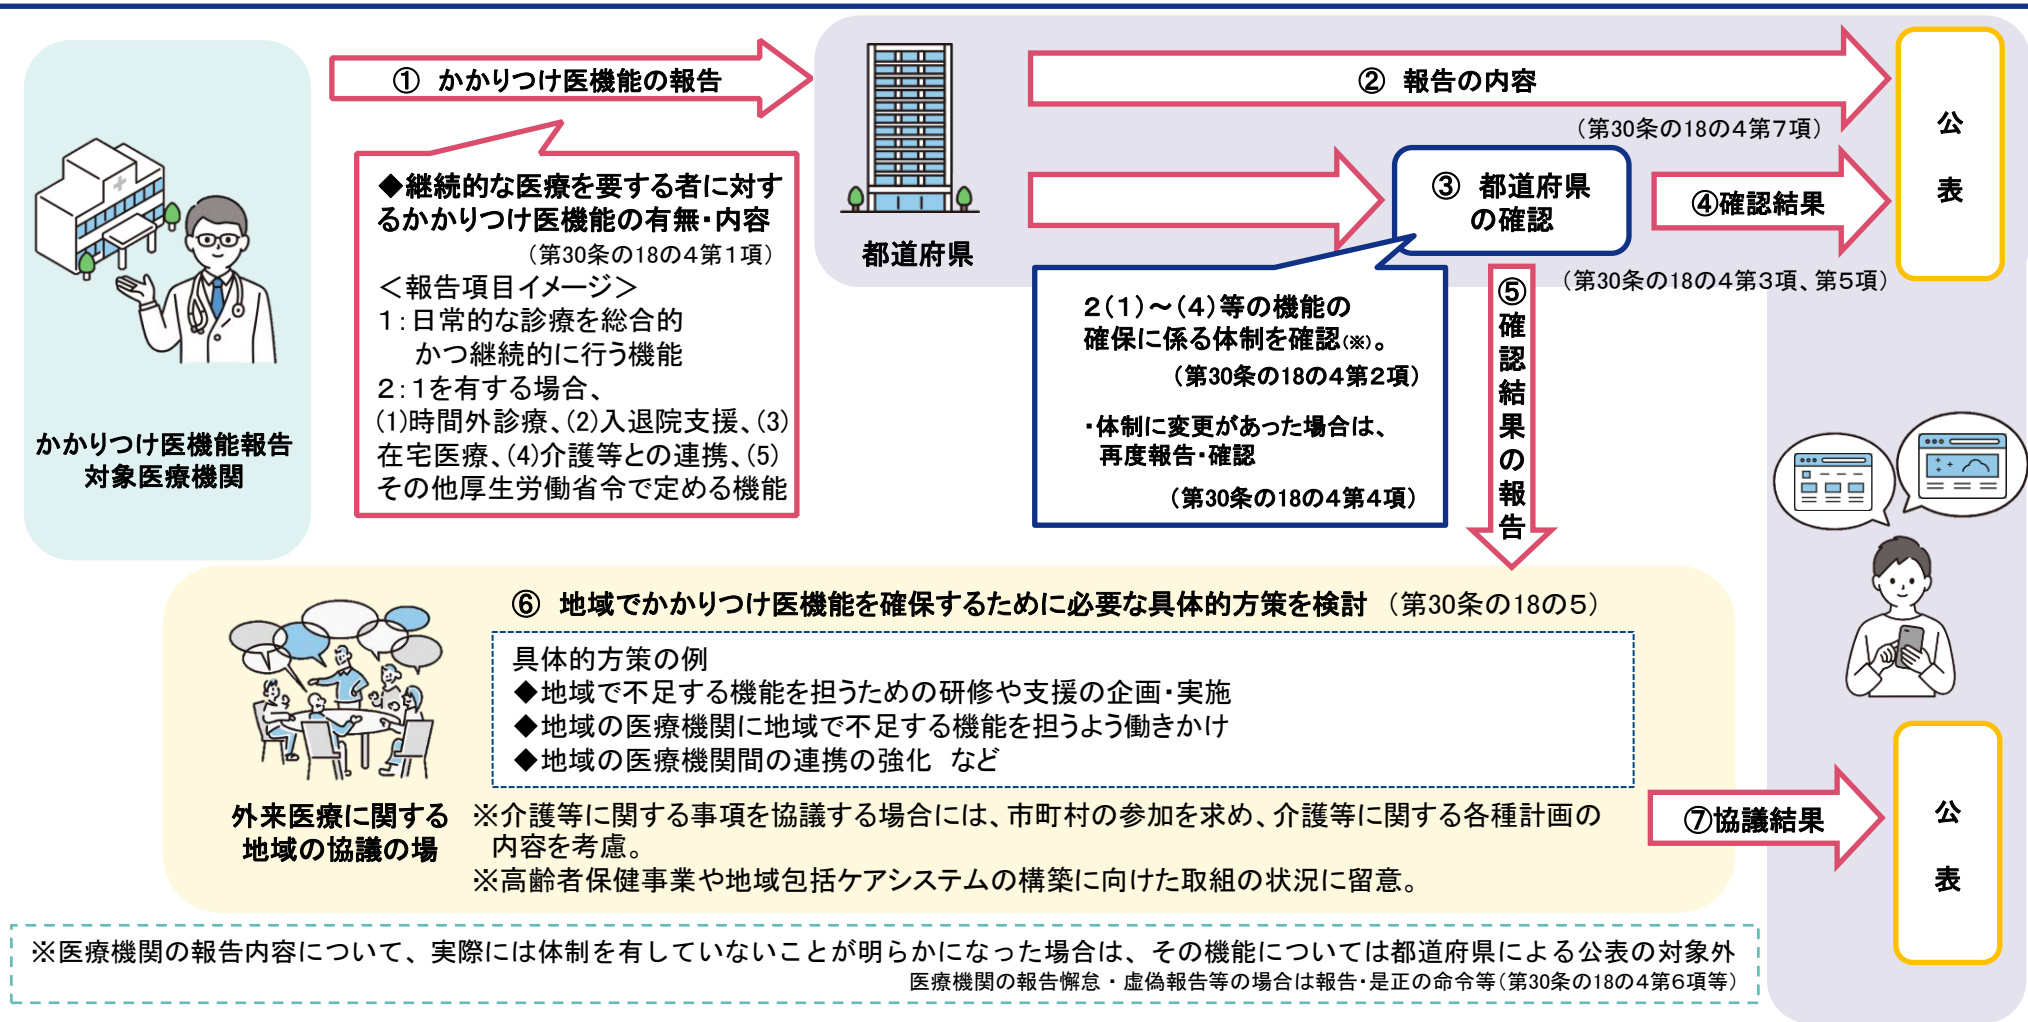 ① かかりつけ医機能の報告
◆継続的な医療を要する者に対す
るかかりつけ医機能の有無・内容
（第30条の18の４第１項）
＜報告項目イメージ＞
１：日常的な診療を総合的
かつ継続的に行う機能
２：１を有する場合、
(1)時間外診療、(2)入退院支援、(3)
在宅医療、(4)介護等との連携、(5)
その他厚生労働省令で定める機能
かかりつけ医機能報告
対象医療機関
都道府県
② 報告の内容
（第30条の18の４第７項）
③ 都道府県
の確認
④確認結果
（第30条の18の４第３項、第５項）
公
表
２(１)～(４)等の機能の
確保に係る体制を確認(※)。
（第30条の18の４第２項）
・体制に変更があった場合は、
再度報告・確認
（第30条の18の４第４項）
⑤
確
認
結
果
の
報
告
⑥ 地域でかかりつけ医機能を確保するために必要な具体的方策を検討 （第30条の18の５）
具体的方策の例
◆地域で不足する機能を担うための研修や支援の企画・実施
◆地域の医療機関に地域で不足する機能を担うよう働きかけ
◆地域の医療機関間の連携の強化 など
外来医療に関する
地域の協議の場
※介護等に関する事項を協議する場合には、市町村の参加を求め、介護等に関する各種計画の
内容を考慮。
※高齢者保健事業や地域包括ケアシステムの構築に向けた取組の状況に留意。
⑦協議結果
公
表
※医療機関の報告内容について、実際には体制を有していないことが明らかになった場合は、その機能については都道府県による公表の対象外
医療機関の報告懈怠・虚偽報告等の場合は報告・是正の命令等（第30条の18の４第６項等）